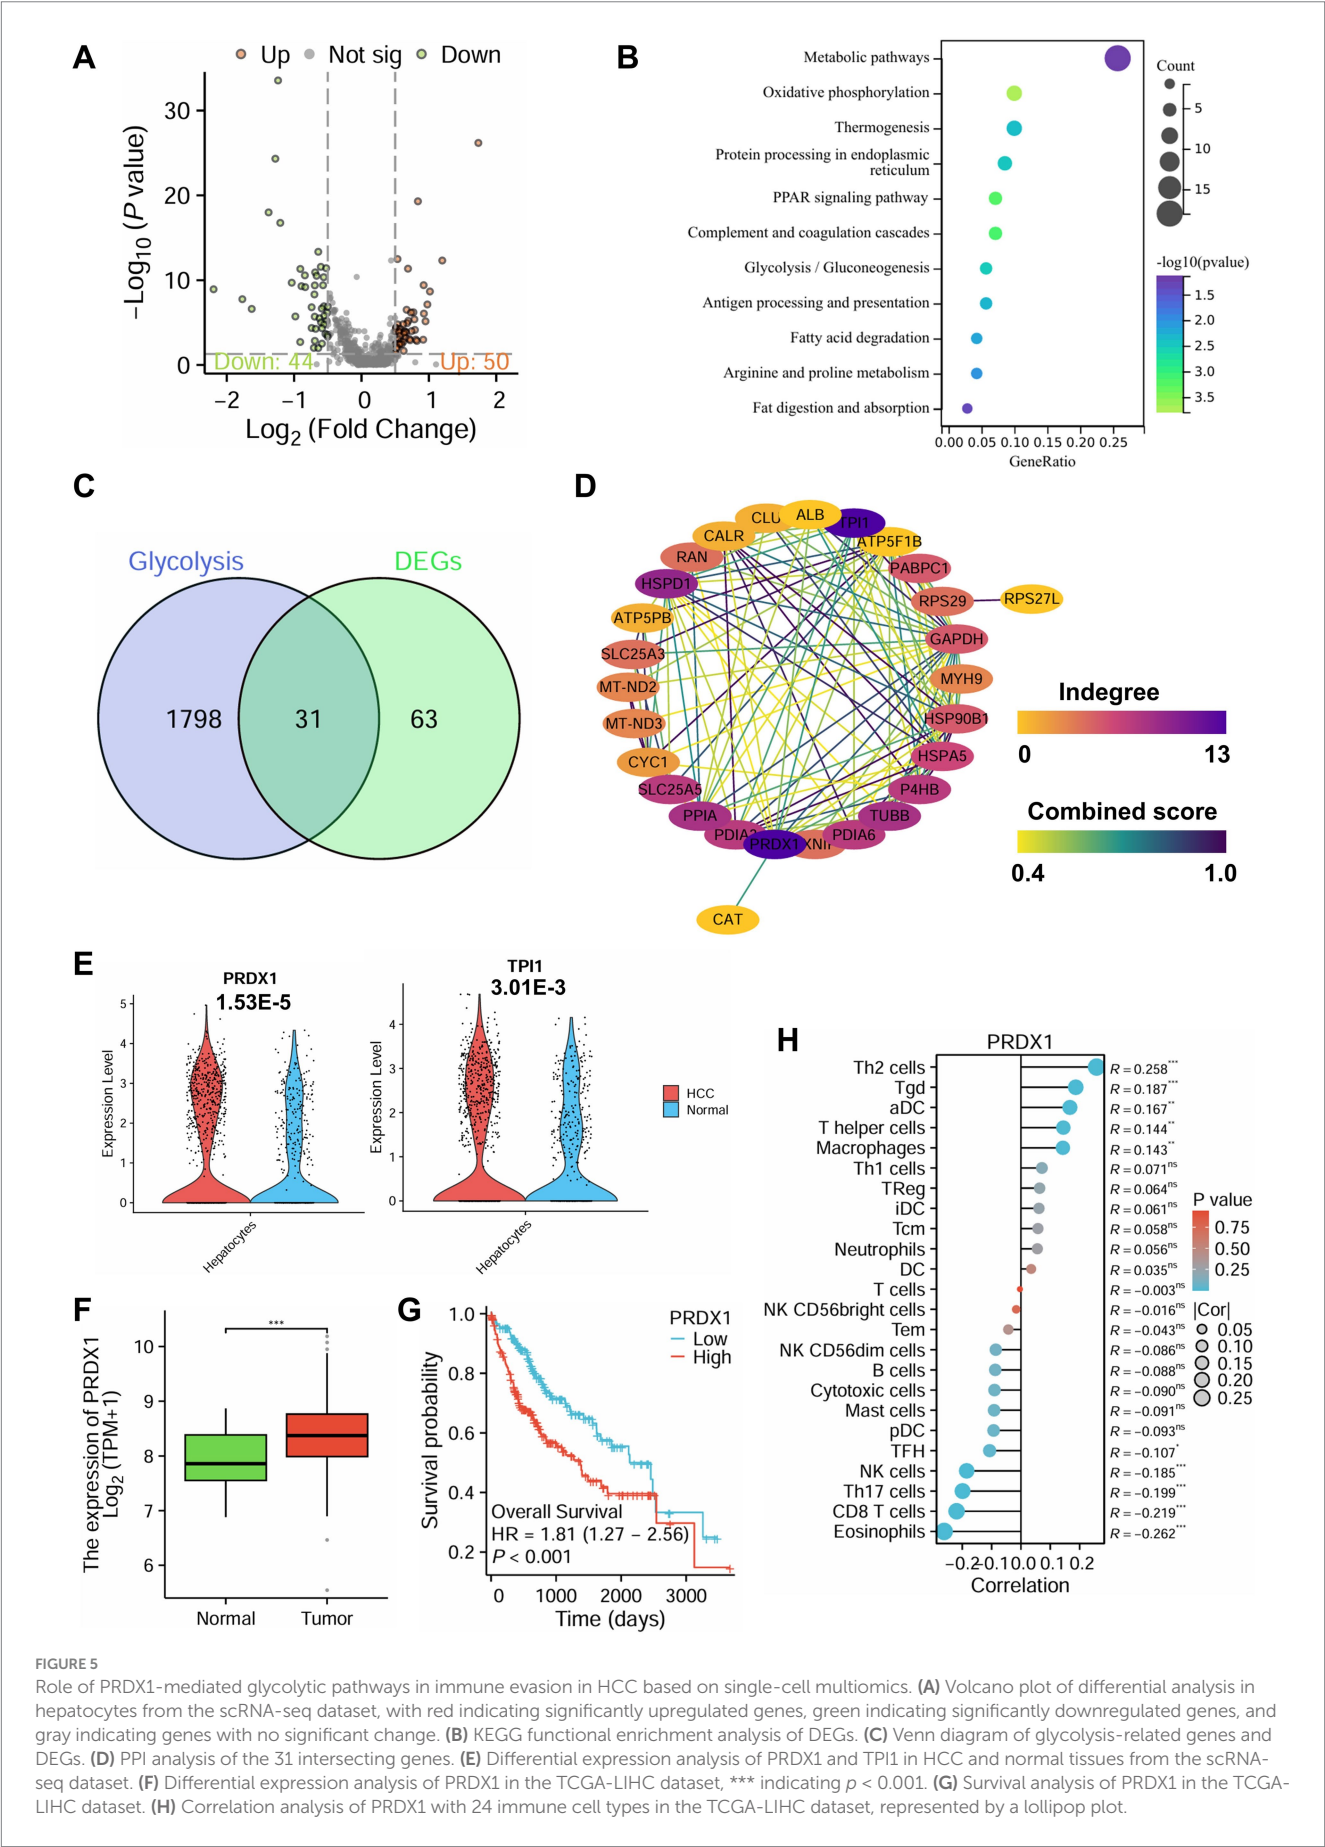 A
Up Not sig Down
−Log10 (P value)
30
20
10
0
Down: 44
Up: 50
−2 −1 0 1 2
Log2 (Fold Change)
B
Metabolic pathways
Oxidative phosphorylation
Thermogenesis
Protein processing in endoplasmic
reticulum
PPAR signaling pathway
Complement and coagulation cascades
Glycolysis / Gluconeogenesis
Antigen processing and presentation
Fatty acid degradation
Arginine and proline metabolism
Fat digestion and absorption
0.00 0.05 0.10 0.15 0.20 0.25
GeneRatio
Count
5
10
15
-log10(pvalue)
1.5
2.0
2.5
3.0
3.5
C
Glycolysis
DEGs
1798
31
63
D
ALB
CLU
TPI1
CALR
ATP5F1B
RAN
PABPC1
HSPD1
RPS29
RPS27L
ATP5PB
GAPDH
SLC25A3
MT-ND2
MYH9
MT-ND3
HSP90B1
CYC1
HSPA5
SLC25A5
P4HB
PPIA
TUBB
PDIA3
PRDX1
XNIP
PDIA6
CAT
Indegree
0 13
Combined score
0.4 1.0
E
PRDX1
1.53E-5
Expression Level
5
4
3
2
1
0
Hepatocytes
TPI1
3.01E-3
Expression Level
4
3
2
1
0
Hepatocytes
HCC
Normal
F
The expression of PRDX1
Log2 (TPM+1)
***
10
9
8
7
6
Normal Tumor
G
PRDX1
Low
High
Survival probability
1.0
0.8
0.6
0.4
0.2
Overall Survival
HR = 1.81 (1.27 − 2.56)
P < 0.001
0 1000 2000 3000
Time (days)
H
PRDX1
Th2 cells R = 0.258***
Tgd R = 0.187***
aDC R = 0.167**
T helper cells R = 0.144**
Macrophages R = 0.143**
Th1 cells R = 0.071ns
TReg R = 0.064ns
iDC R = 0.061ns
Tcm R = 0.058ns
Neutrophils R = 0.056ns
DC R = 0.035ns
T cells R = −0.003ns
NK CD56bright cells R = −0.016ns
Tem R = −0.043ns
NK CD56dim cells R = −0.086ns
B cells R = −0.088ns
Cytotoxic cells R = −0.090ns
Mast cells R = −0.091ns
pDC R = −0.093ns
TFH R = −0.107*
NK cells R = −0.185***
Th17 cells R = −0.199***
CD8 T cells R = −0.219***
Eosinophils R = −0.262***
−0.2 −0.1 0.0 0.1 0.2
Correlation
P value
0.75
0.50
0.25
|Cor|
0.05
0.10
0.15
0.20
0.25
FIGURE 5
Role of PRDX1-mediated glycolytic pathways in immune evasion in HCC based on single-cell multiomics. (A) Volcano plot of differential analysis in
hepatocytes from the scRNA-seq dataset, with red indicating significantly upregulated genes, green indicating significantly downregulated genes, and
gray indicating genes with no significant change. (B) KEGG functional enrichment analysis of DEGs. (C) Venn diagram of glycolysis-related genes and
DEGs. (D) PPI analysis of the 31 intersecting genes. (E) Differential expression analysis of PRDX1 and TPI1 in HCC and normal tissues from the scRNA-
seq dataset. (F) Differential expression analysis of PRDX1 in the TCGA-LIHC dataset, *** indicating p < 0.001. (G) Survival analysis of PRDX1 in the TCGA-
LIHC dataset. (H) Correlation analysis of PRDX1 with 24 immune cell types in the TCGA-LIHC dataset, represented by a lollipop plot.